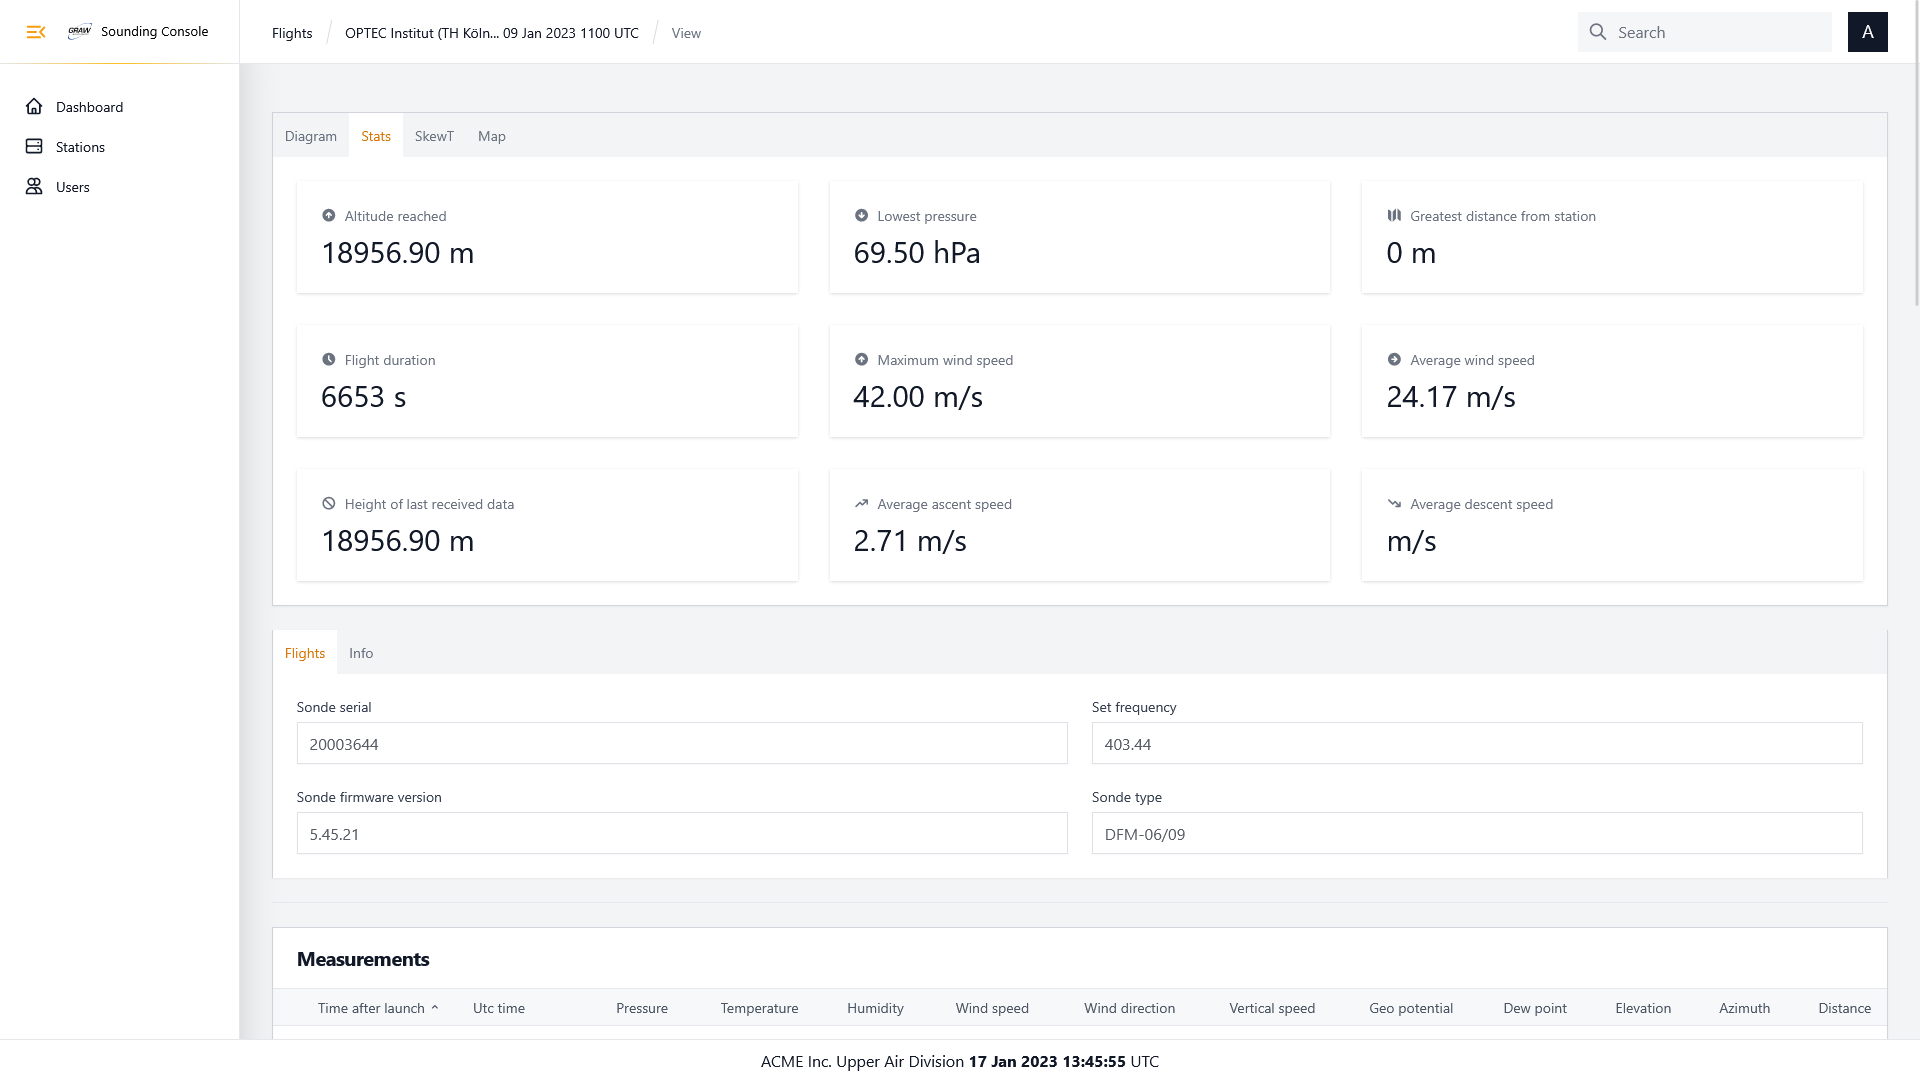 GRAW Sounding Console
Flights / OPTEC Institut (TH Köln... 09 Jan 2023 1100 UTC / View
Search
A
Dashboard
Stations
Users
Diagram Stats SkewT Map
Altitude reached
18956.90 m
Lowest pressure
69.50 hPa
Greatest distance from station
0 m
Flight duration
6653 s
Maximum wind speed
42.00 m/s
Average wind speed
24.17 m/s
Height of last received data
18956.90 m
Average ascent speed
2.71 m/s
Average descent speed
m/s
Flights Info
Sonde serial
20003644
Set frequency
403.44
Sonde firmware version
5.45.21
Sonde type
DFM-06/09
Measurements
Time after launch Utc time Pressure Temperature Humidity Wind speed Wind direction Vertical speed Geo potential Dew point Elevation Azimuth Distance
ACME Inc. Upper Air Division 17 Jan 2023 13:45:55 UTC